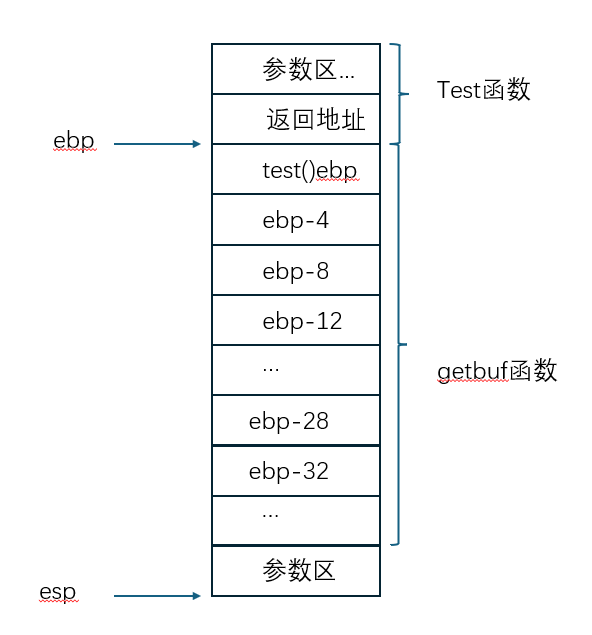 参数区...
Test函数
返回地址
ebp
test()ebp
ebp-4
ebp-8
ebp-12
...
getbuf函数
ebp-28
ebp-32
...
参数区
esp